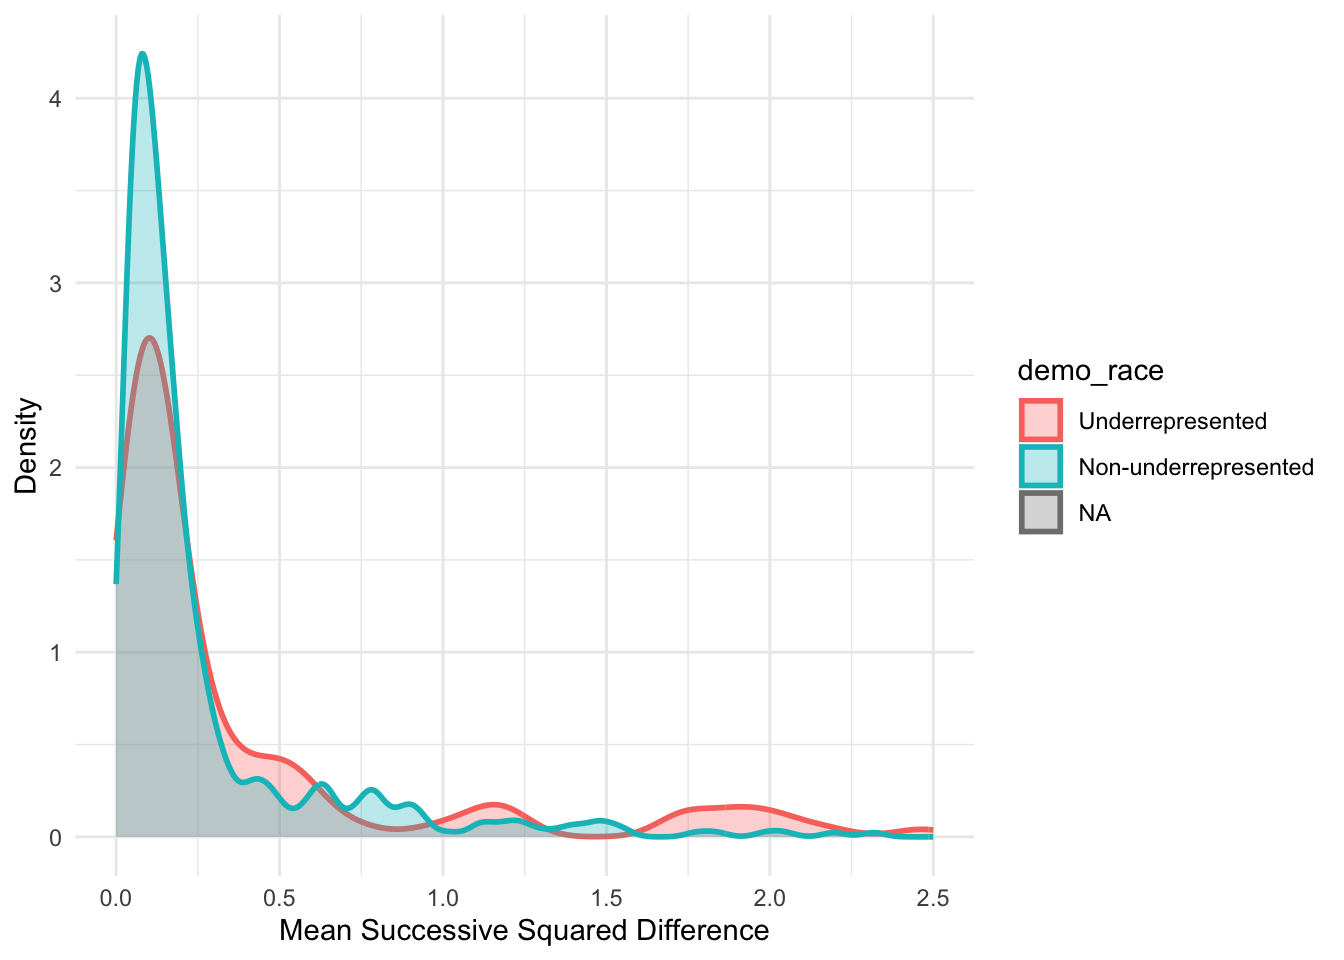 4
3
2
1
0
Density
0.0 0.5 1.0 1.5 2.0 2.5
Mean Successive Squared Difference
demo_race
Underrepresented
Non-underrepresented
NA